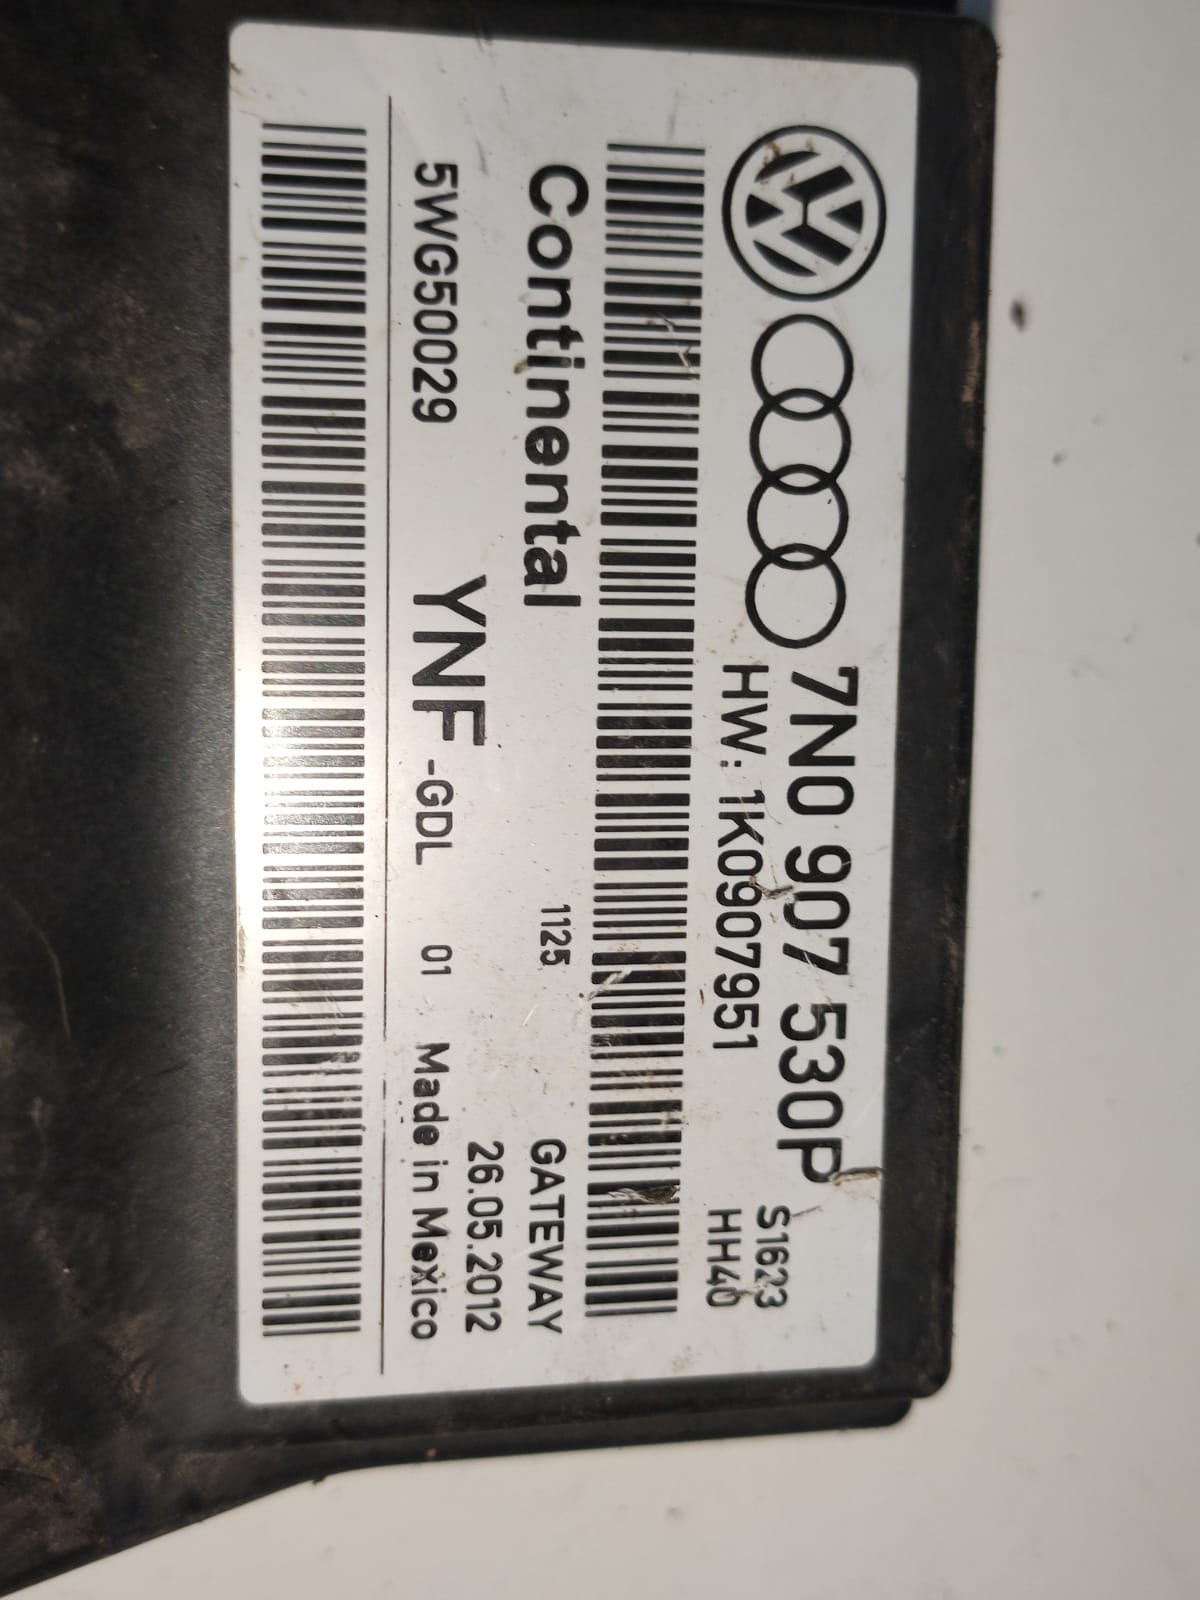 7N0 907 530P
HW: 1K0907951
S1623
HH40
Continental
1125
GATEWAY
26.05.2012
5WG50029
YNF-GDL
01
Made in Mexico